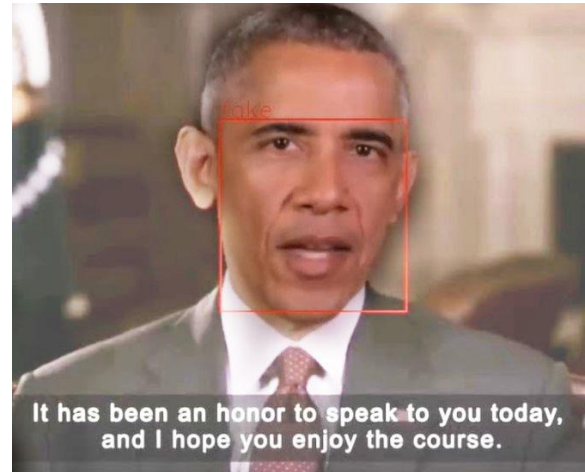 fake
It has been an honor to speak to you today,
and I hope you enjoy the course.